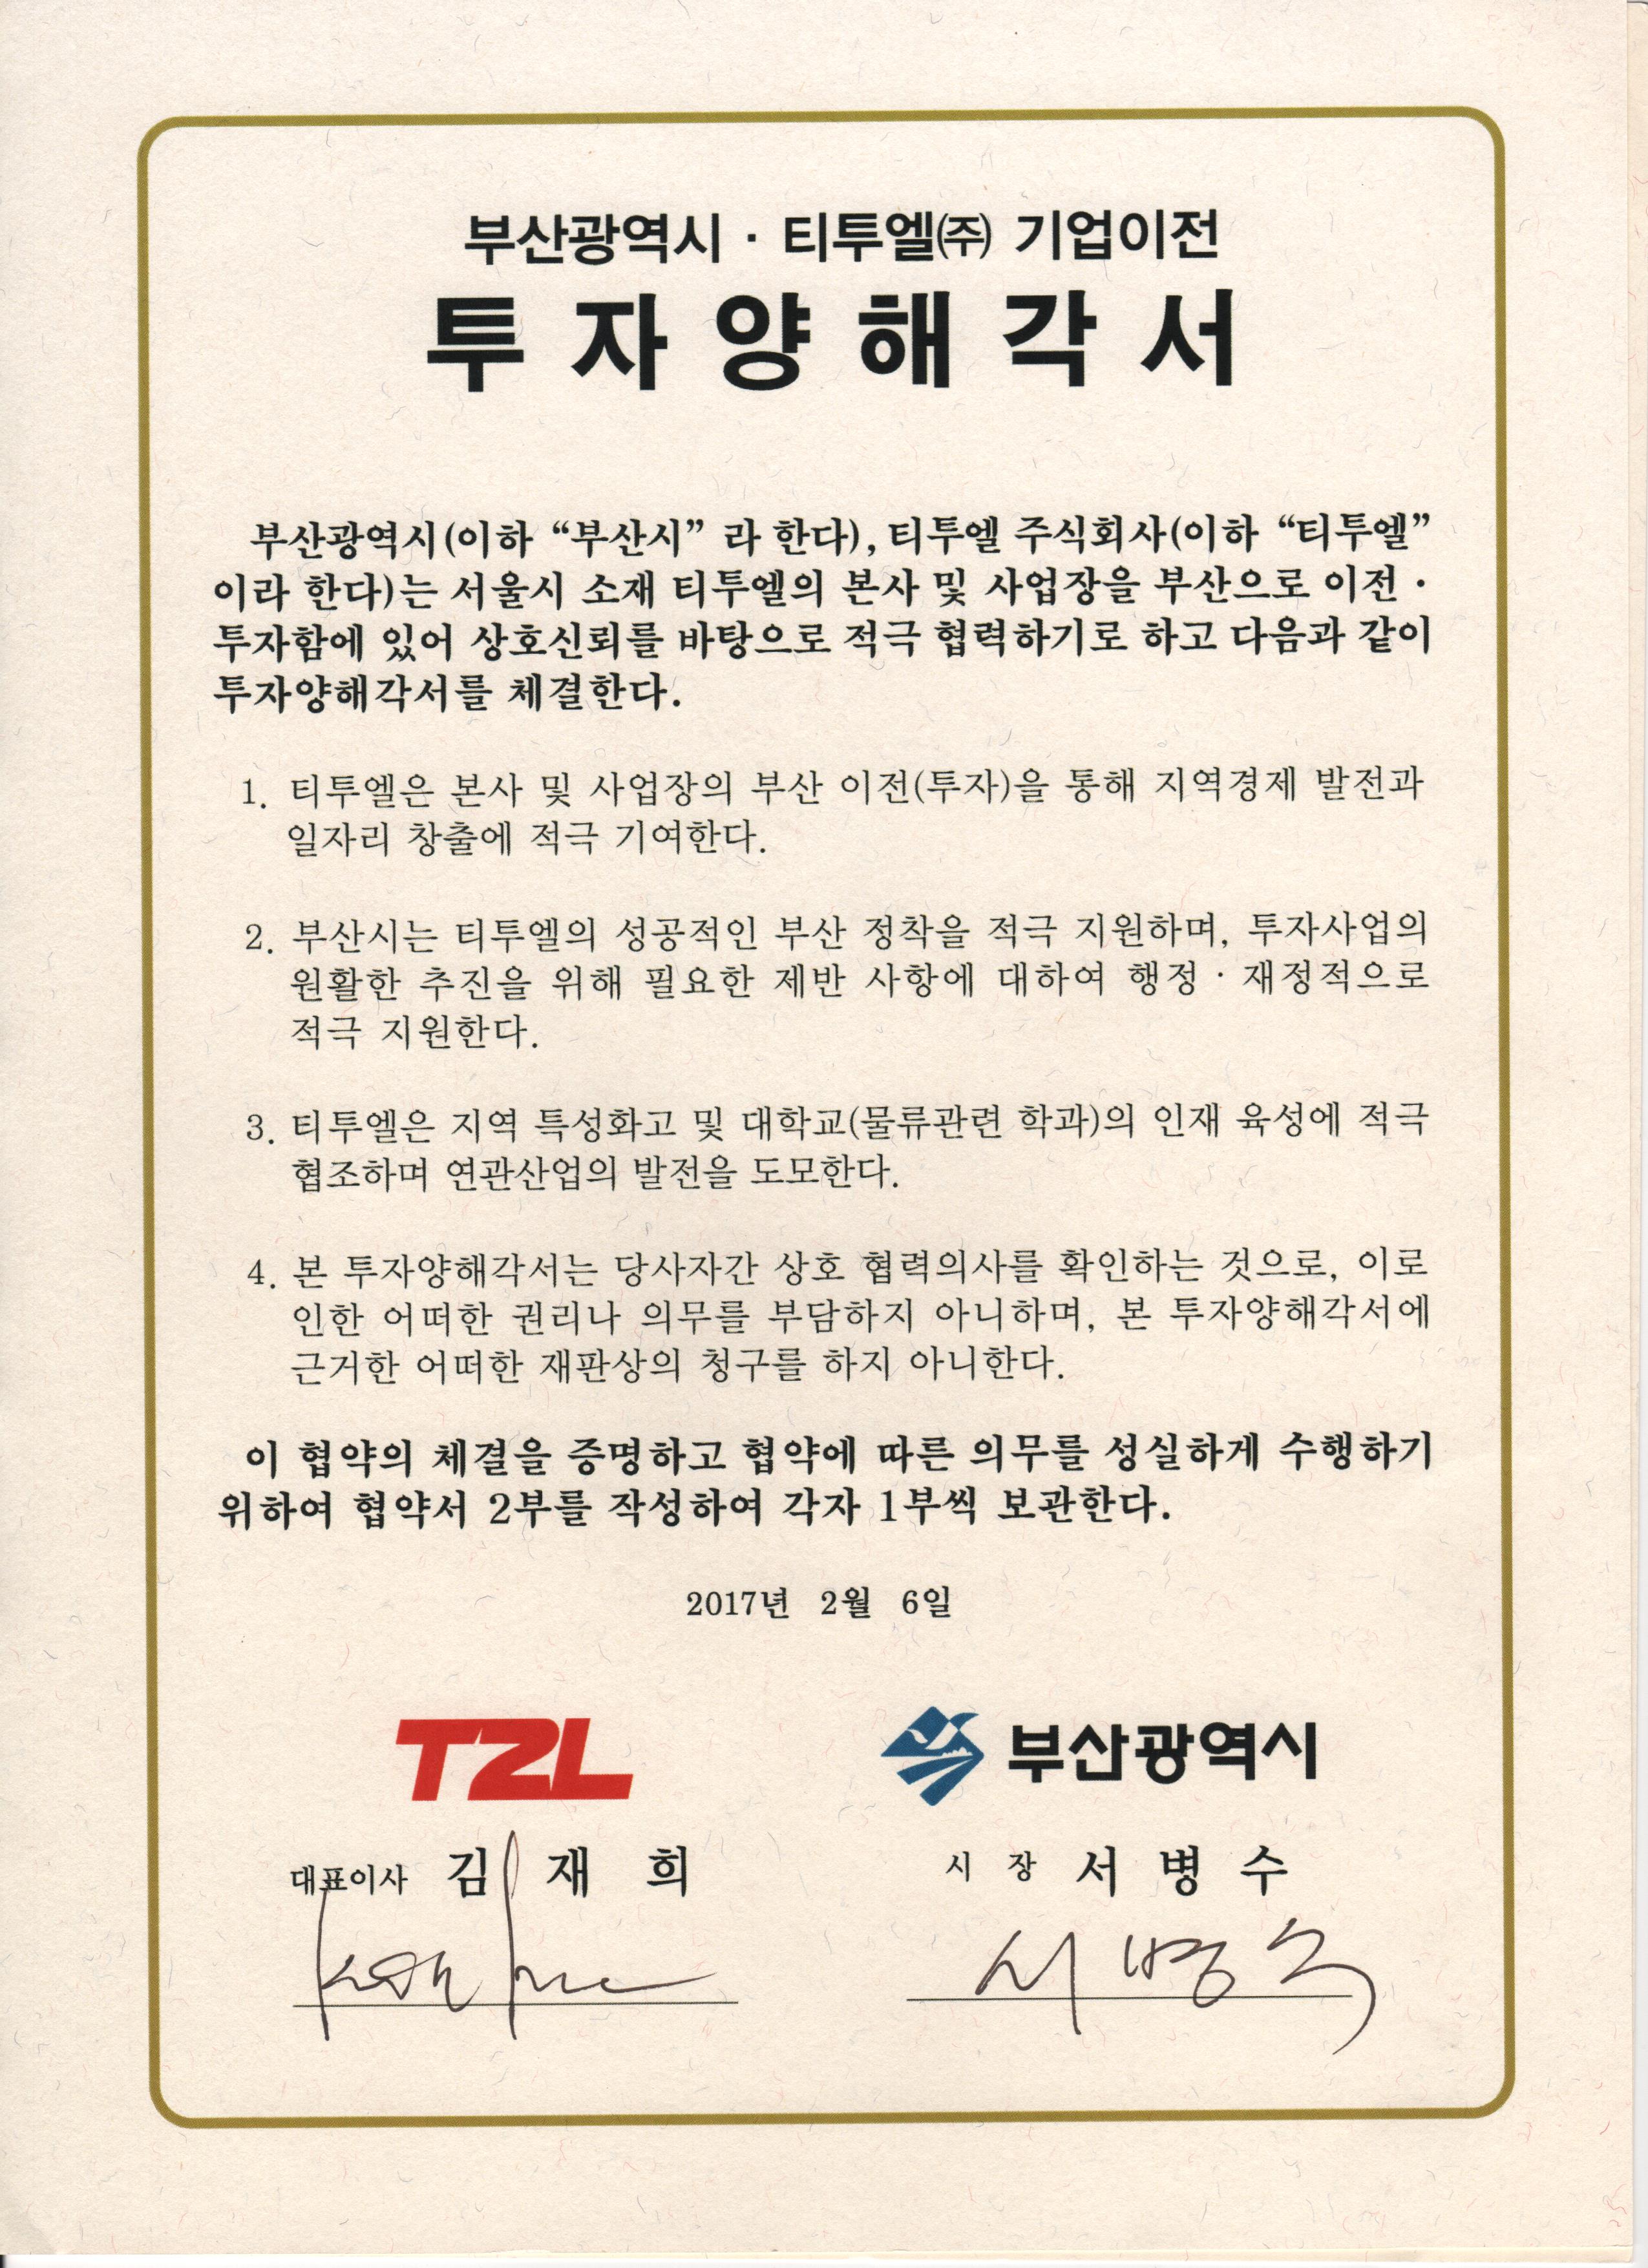 부산광역시 · 티투엘㈜ 기업이전
투자양해각서
부산광역시(이하 “부산시” 라 한다), 티투엘 주식회사(이하 “티투엘”
이라 한다)는 서울시 소재 티투엘의 본사 및 사업장을 부산으로 이전 ·
투자함에 있어 상호신뢰를 바탕으로 적극 협력하기로 하고 다음과 같이
투자양해각서를 체결한다.
1. 티투엘은 본사 및 사업장의 부산 이전(투자)을 통해 지역경제 발전과
일자리 창출에 적극 기여한다.
2. 부산시는 티투엘의 성공적인 부산 정착을 적극 지원하며, 투자사업의
원활한 추진을 위해 필요한 제반 사항에 대하여 행정 · 재정적으로
적극 지원한다.
3. 티투엘은 지역 특성화고 및 대학교(물류관련 학과)의 인재 육성에 적극
협조하며 연관산업의 발전을 도모한다.
4. 본 투자양해각서는 당사자간 상호 협력의사를 확인하는 것으로, 이로
인한 어떠한 권리나 의무를 부담하지 아니하며, 본 투자양해각서에
근거한 어떠한 재판상의 청구를 하지 아니한다.
이 협약의 체결을 증명하고 협약에 따른 의무를 성실하게 수행하기
위하여 협약서 2부를 작성하여 각자 1부씩 보관한다.
2017년 2월 6일
T2L
부산광역시
대표이사 김재희
시장 서병수
서병수